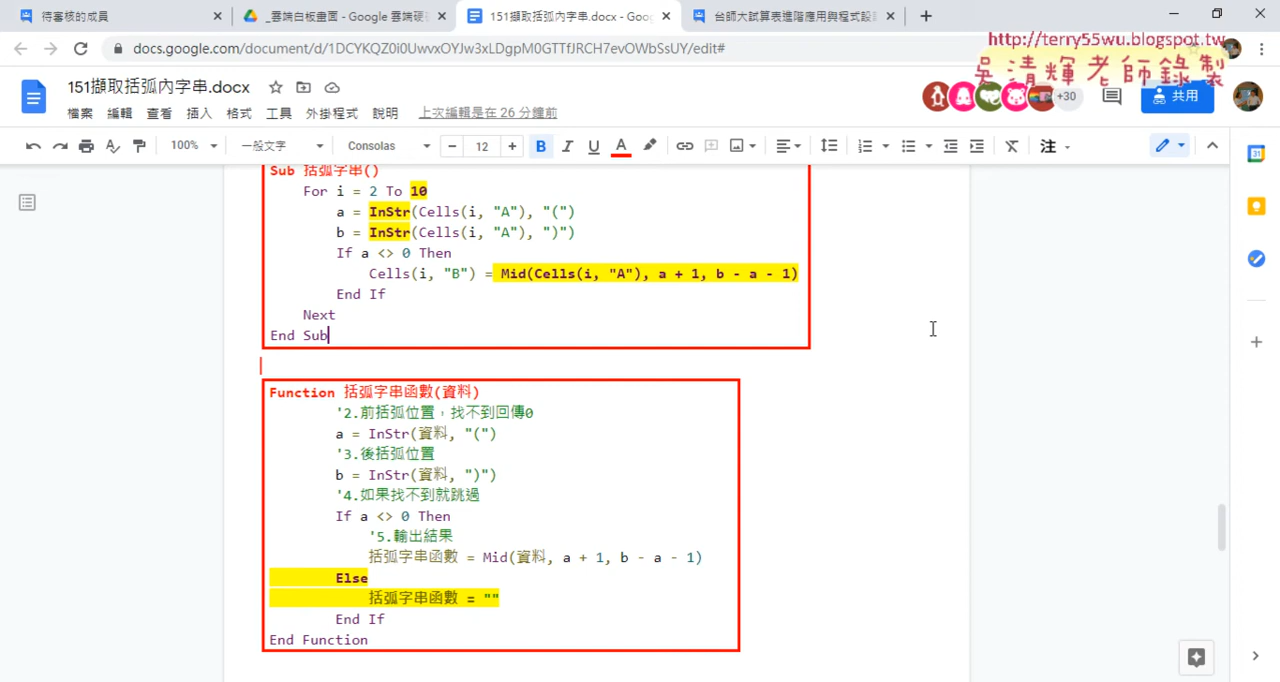 待審核的成員
_雲端白板畫面 - Google 雲端硬
151擷取括弧內字串.docx - Goo
台師大試算表進階應用與程式設
docs.google.com/document/d/1DCYKQZ0i0UwvxOYJw3xLDgpM0GTTfJRCH7evOWbSsUY/edit#
http://terry55wu.blogspot.tw
吳清輝老師錄製
151擷取括弧內字串.docx
檔案 編輯 查看 插入 格式 工具 外掛程式 說明 上次編輯是在 26 分鐘前
+30
共用
100% 一般文字 Consolas 12 B I U A 注
31
Sub 括弧字串()
For i = 2 To 10
a = InStr(Cells(i, "A"), "(")
b = InStr(Cells(i, "A"), ")")
If a <> 0 Then
Cells(i, "B") = Mid(Cells(i, "A"), a + 1, b - a - 1)
End If
Next
End Sub
Function 括弧字串函數(資料)
'2.前括弧位置，找不到回傳0
a = InStr(資料, "(")
'3.後括弧位置
b = InStr(資料, ")")
'4.如果找不到就跳過
If a <> 0 Then
'5.輸出結果
括弧字串函數 = Mid(資料, a + 1, b - a - 1)
Else
括弧字串函數 = ""
End If
End Function